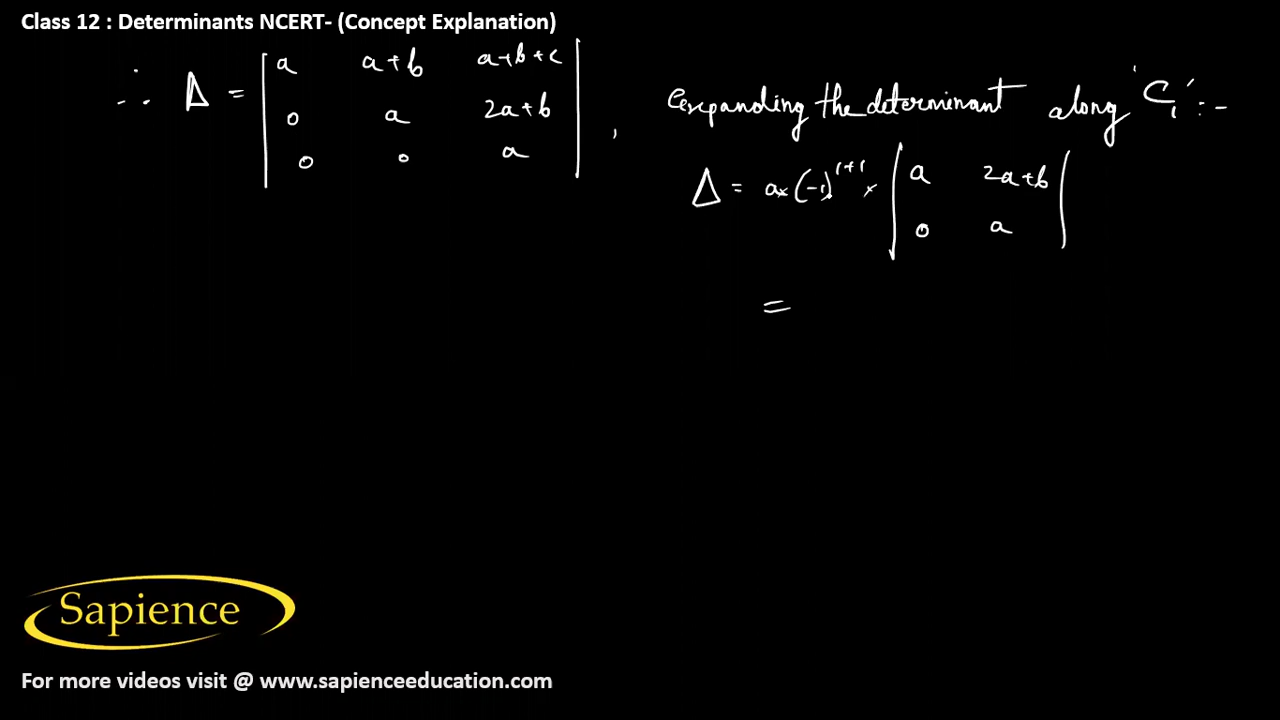 Class 12 : Determinants NCERT- (Concept Explanation)
∴ Δ = | a a+b a+b+c |
| 0 a 2a+b |
| 0 0 a | ,
Expanding the determinant along 'C₁' :-
Δ = a×(-1)¹⁺¹ × | a 2a+b |
| 0 a |
=
Sapience
For more videos visit @ www.sapienceeducation.com